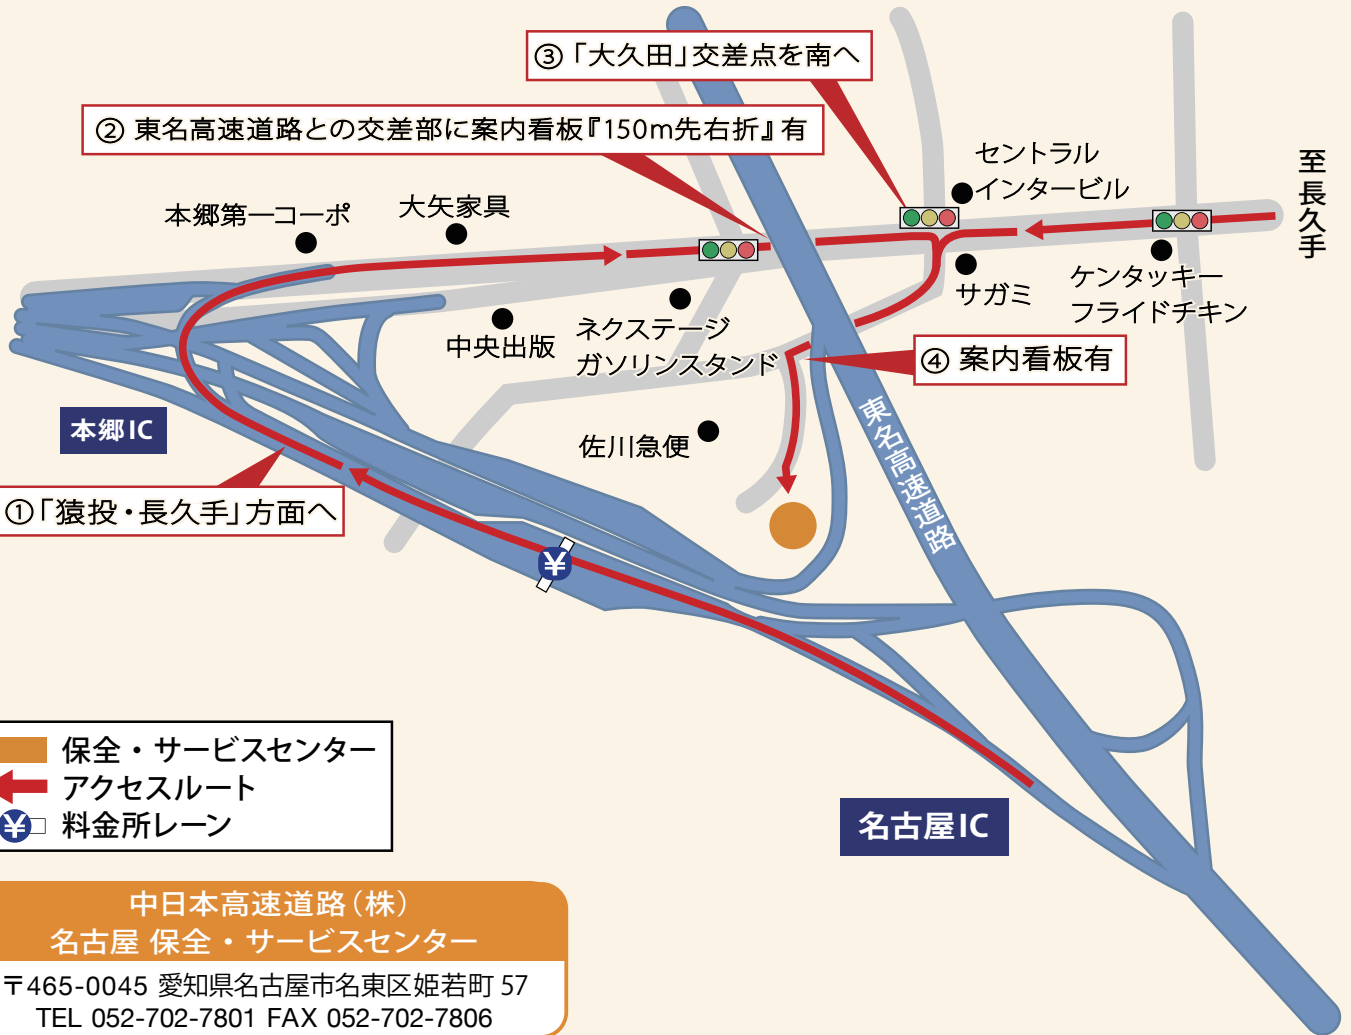 ③「大久田」交差点を南へ
② 東名高速道路との交差部に案内看板『150m先右折』有
セントラル
インタービル
至長久手
本郷第一コーポ
大矢家具
サガミ
ケンタッキー
フライドチキン
中央出版
ネクステージ
ガソリンスタンド
④ 案内看板有
本郷IC
佐川急便
東名高速道路
①「猿投・長久手」方面へ
¥
保全・サービスセンター
アクセスルート
¥ 料金所レーン
名古屋IC
中日本高速道路(株)
名古屋 保全・サービスセンター
〒465-0045 愛知県名古屋市名東区姫若町 57
TEL 052-702-7801 FAX 052-702-7806